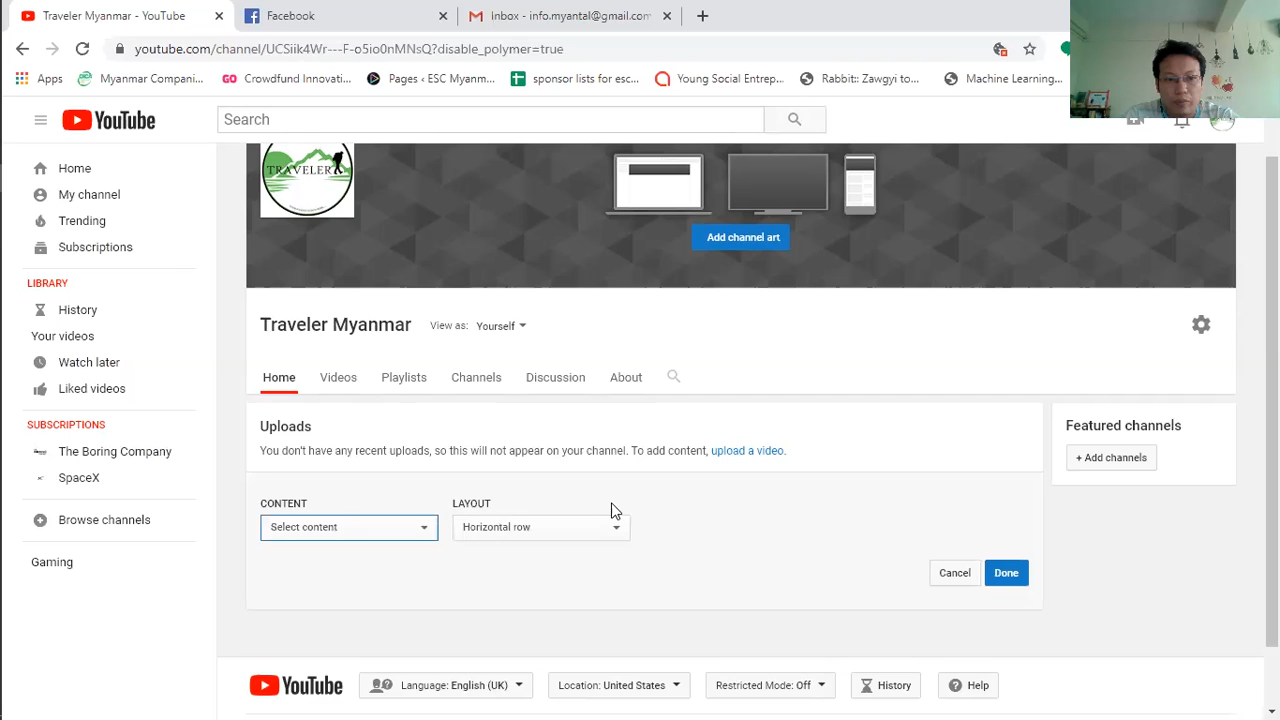 Traveler Myanmar - YouTube
Facebook
Inbox - info.myantal@gmail.com
youtube.com/channel/UCSiik4Wr---F-o5io0nMNsQ?disable_polymer=true
Apps
Myanmar Compani...
GO Crowdfund Innovati...
Pages ‹ ESC Myanm...
sponsor lists for esc...
Young Social Entrep...
Rabbit:: Zawgyi to...
Machine Learning...
YouTube
Search
Home
My channel
Trending
Subscriptions
LIBRARY
History
Your videos
Watch later
Liked videos
SUBSCRIPTIONS
The Boring Company
SpaceX
Browse channels
Gaming
TRAVELER
Add channel art
Traveler Myanmar
View as: Yourself
Home
Videos
Playlists
Channels
Discussion
About
Uploads
You don't have any recent uploads, so this will not appear on your channel. To add content, upload a video.
CONTENT
LAYOUT
Select content
Horizontal row
Cancel
Done
Featured channels
+ Add channels
YouTube
Language: English (UK)
Location: United States
Restricted Mode: Off
History
Help